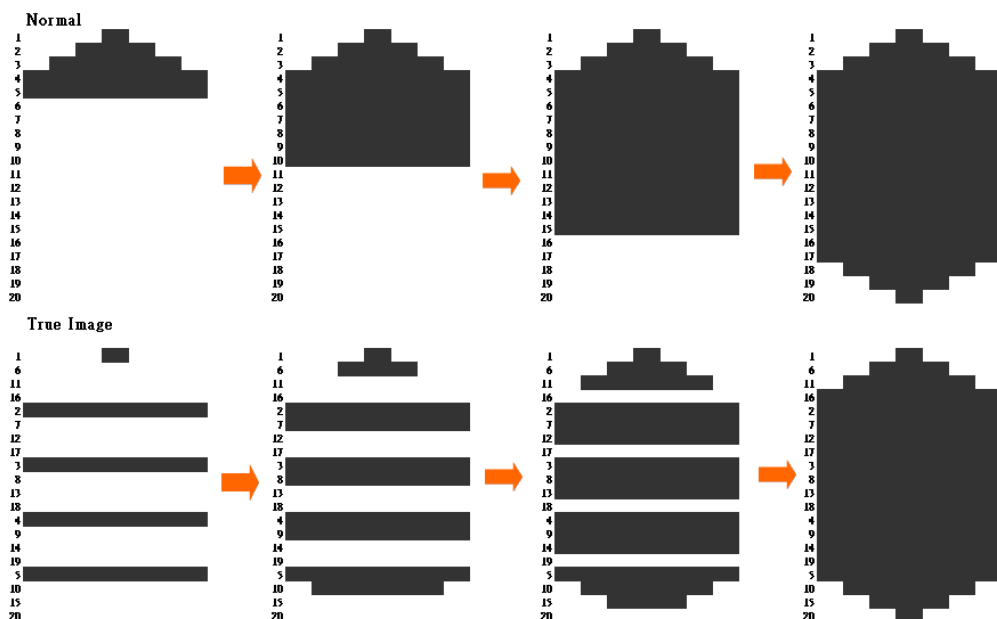 Normal
1 1 1 1
2 2 2 2
3 3 3 3
4 4 4 4
5 5 5 5
6 6 6 6
7 7 7 7
8 8 8 8
9 9 9 9
10 10 10 10
11 11 11 11
12 12 12 12
13 13 13 13
14 14 14 14
15 15 15 15
16 16 16 16
17 17 17 17
18 18 18 18
19 19 19 19
20 20 20 20
True Image
1 1 1 1
6 6 6 6
11 11 11 11
16 16 16 16
2 2 2 2
7 7 7 7
12 12 12 12
17 17 17 17
3 3 3 3
8 8 8 8
13 13 13 13
18 18 18 18
4 4 4 4
9 9 9 9
14 14 14 14
19 19 19 19
5 5 5 5
10 10 10 10
15 15 15 15
20 20 20 20